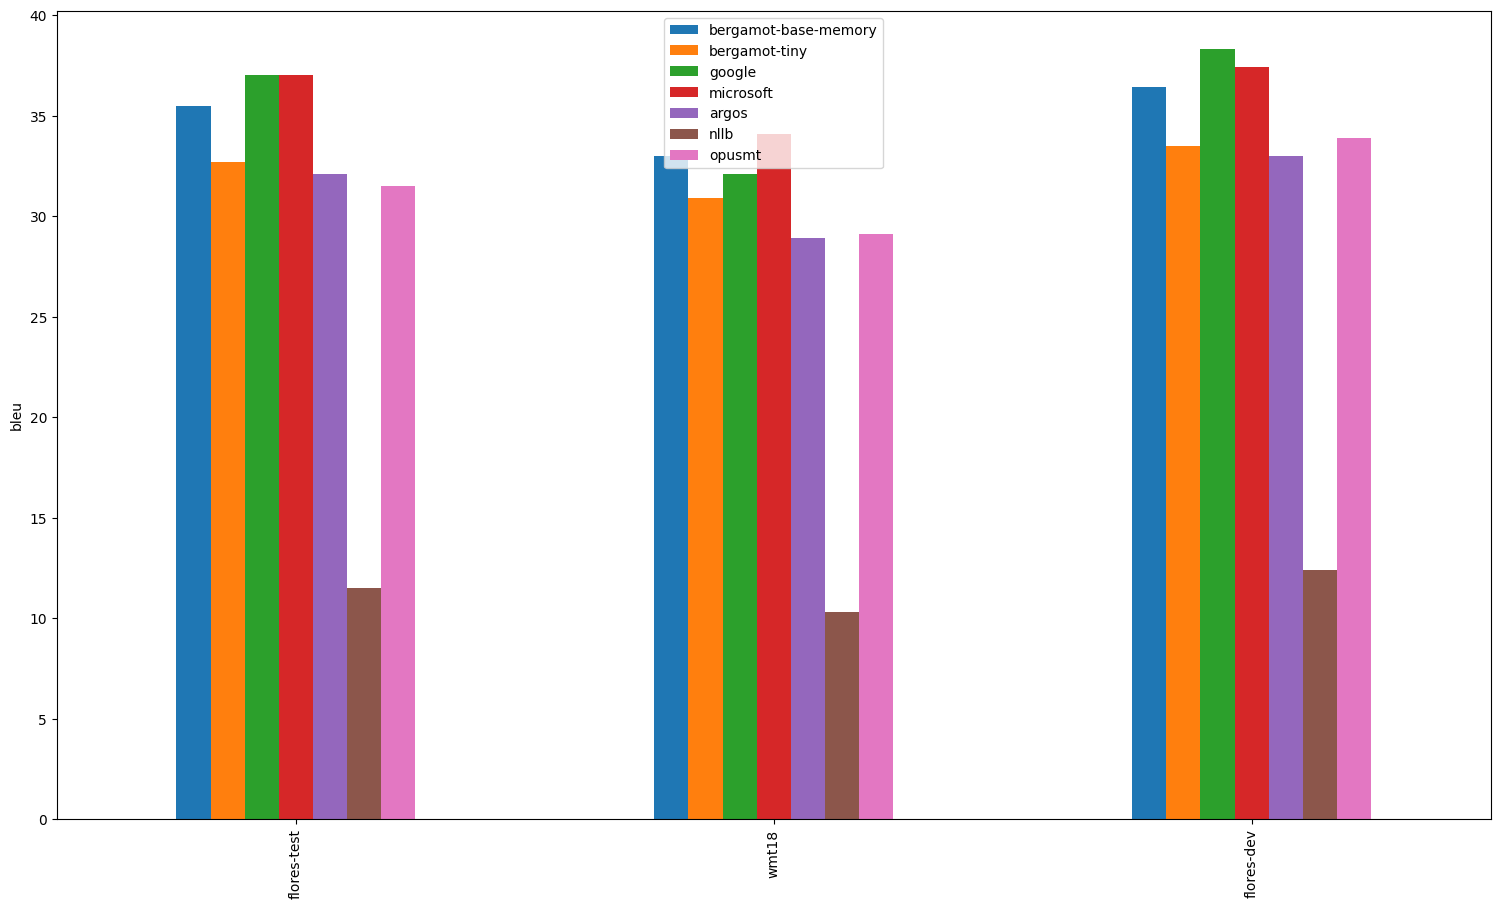 40
35
30
25
20
15
10
5
0
bleu
bergamot-base-memory
bergamot-tiny
google
microsoft
argos
nllb
opusmt
flores-test
wmt18
flores-dev